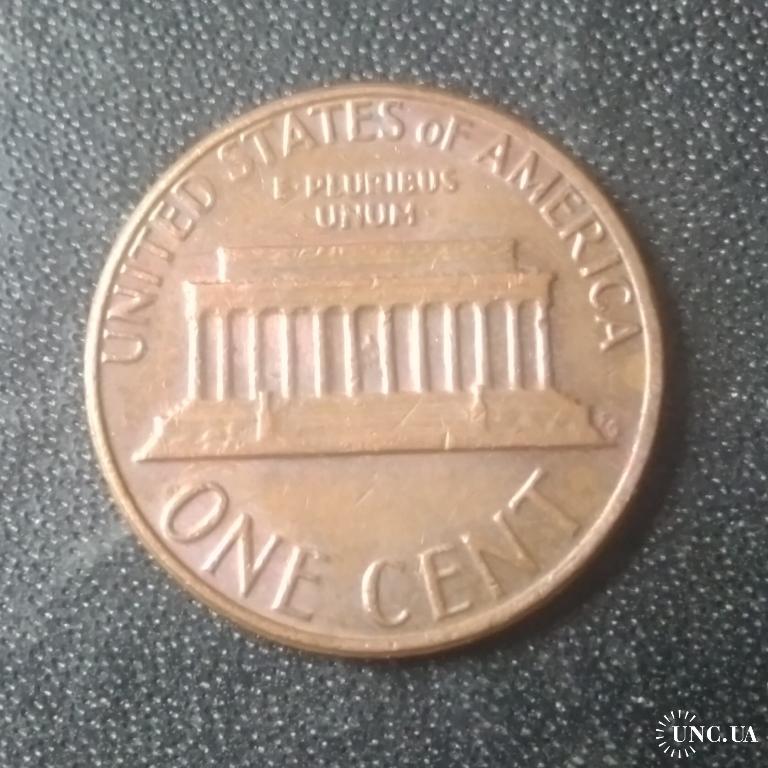 UNITED STATES oF AMERICA
E·PLURIBUS
UNUM
ONE CENT
UNC.UA